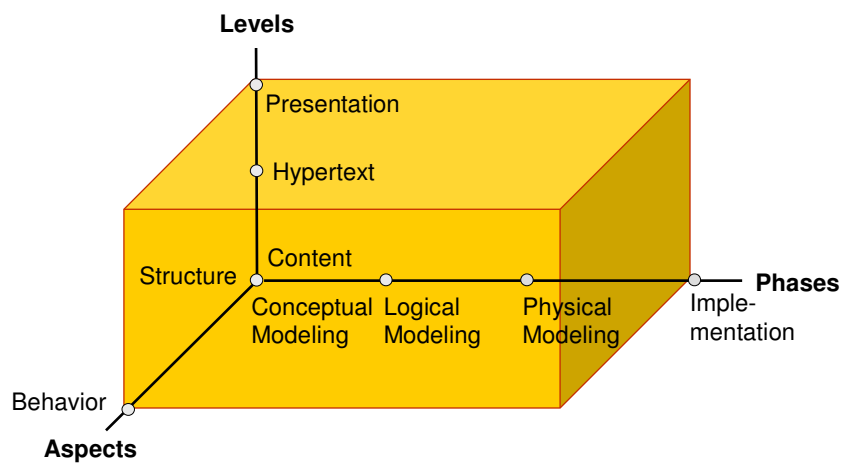 Levels
Presentation
Hypertext
Content
Structure
Phases
Conceptual
Modeling
Logical
Modeling
Physical
Modeling
Imple-
mentation
Behavior
Aspects